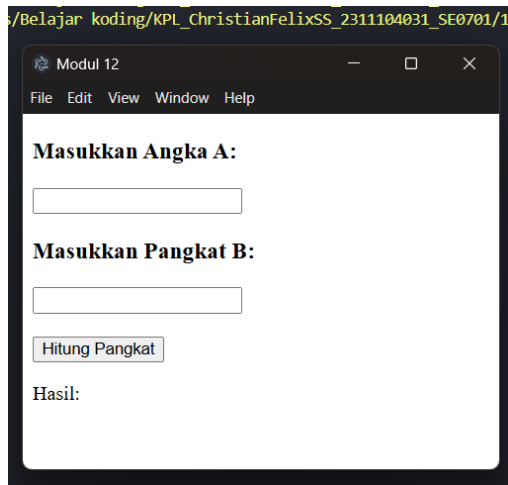 s/Belajar koding/KPL_ChristianFelixSS_2311104031_SE0701/1
Modul 12
File Edit View Window Help
Masukkan Angka A:
Masukkan Pangkat B:
Hitung Pangkat
Hasil: